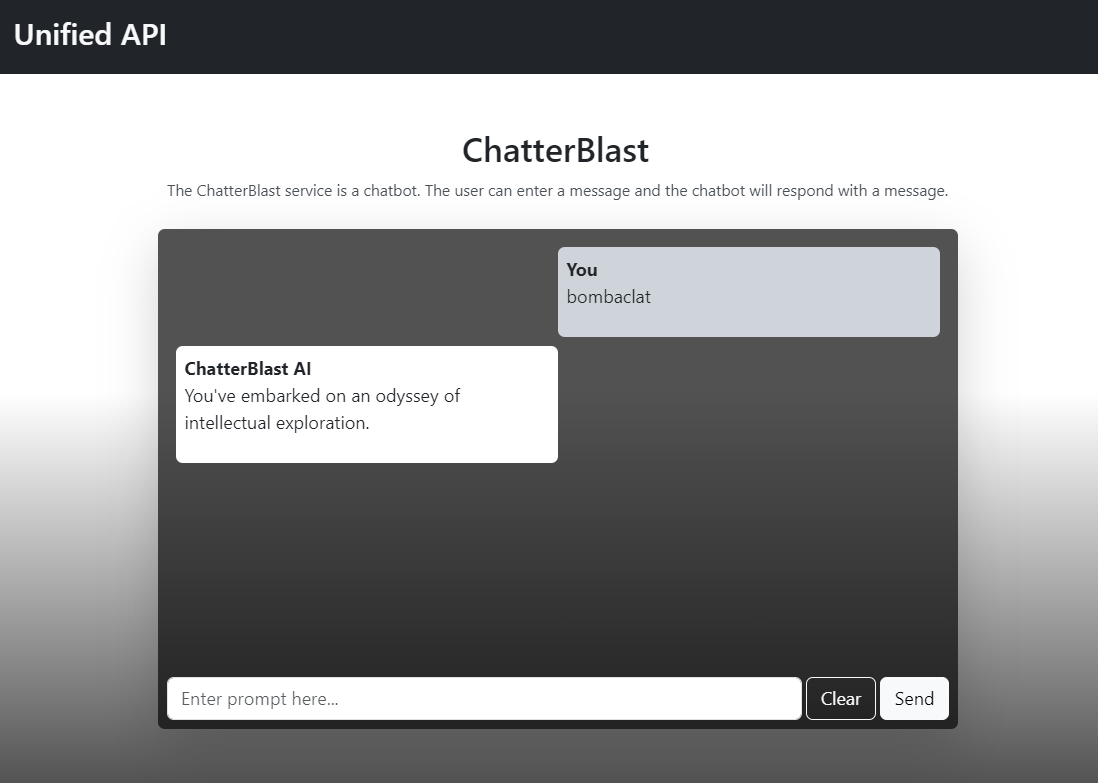 Unified API
ChatterBlast
The ChatterBlast service is a chatbot. The user can enter a message and the chatbot will respond with a message.
You
bombaclat
ChatterBlast AI
You've embarked on an odyssey of
intellectual exploration.
Enter prompt here...
Clear
Send